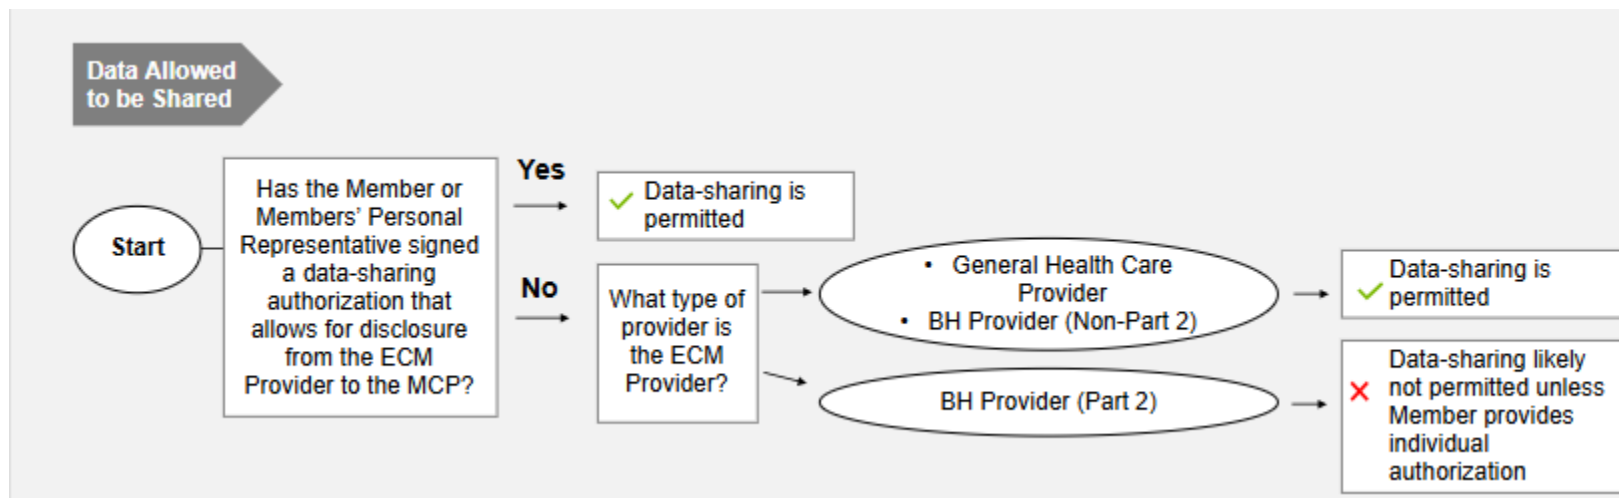 Data Allowed
to be Shared
Start
Has the Member or
Members’ Personal
Representative signed
a data-sharing
authorization that
allows for disclosure
from the ECM
Provider to the MCP?
Yes
Data-sharing is
permitted
No
What type of
provider is
the ECM
Provider?
• General Health Care
Provider
• BH Provider (Non-Part 2)
Data-sharing is
permitted
BH Provider (Part 2)
Data-sharing likely
not permitted unless
Member provides
individual
authorization